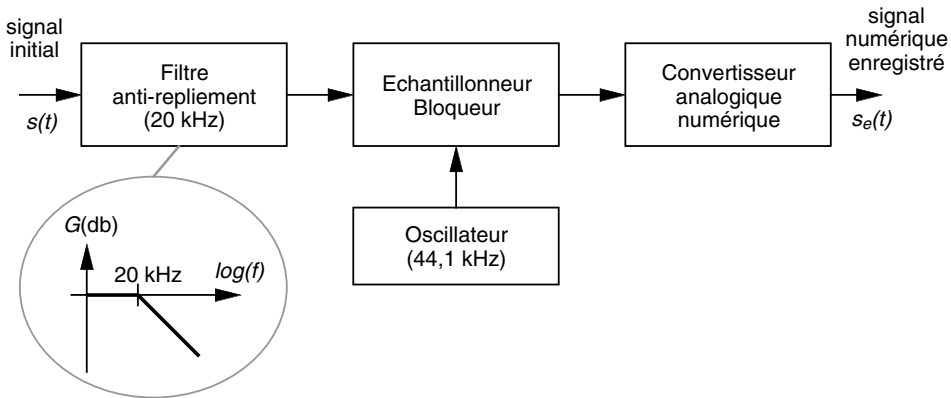 signal
initial
s(t)
Filtre
anti-repliement
(20 kHz)
Echantillonneur
Bloqueur
Convertisseur
analogique
numérique
signal
numérique
enregistré
se(t)
Oscillateur
(44,1 kHz)
G(db)
20 kHz
log(f)